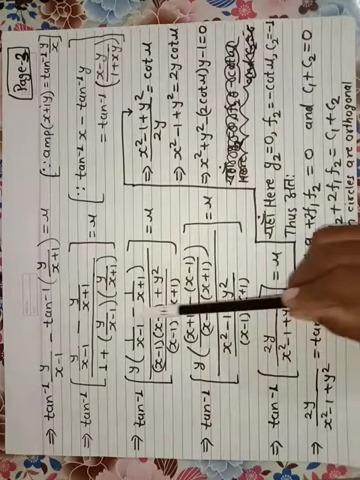 Page-3
⇒ tan⁻¹ y/(x-1) - tan⁻¹ (y/(x+1)) = μ [∵ amp(x+iy) = tan⁻¹ y/x]
⇒ tan⁻¹ [(y/(x-1) - y/(x+1)) / (1 + (y/(x-1))(y/(x+1)))] = μ [∵ tan⁻¹x - tan⁻¹y
= tan⁻¹ ((x-y)/(1+xy))]
⇒ tan⁻¹ [y(1/(x-1) - 1/(x+1)) / (((x-1)(x+1) + y²)/((x-1)(x+1)))] = μ
⇒ tan⁻¹ [y((x+1)-(x-1))/((x-1)(x+1)) / ((x²-1+y²)/((x-1)(x+1)))] = μ
⇒ tan⁻¹ [2y/(x²-1+y²)] = μ
⇒ 2y/(x²-1+y²) = tan
⇒ (x²-1+y²)/2y = cot μ
⇒ x²-1+y² = 2y cot μ
⇒ x²+y²-(2cot μ)y-1=0
यहाँ Here g₂=0, f₂=-cot μ, c₂=-1
Thus अतः
2f₁f₂ = 0 and c₁+c₂=0
+2f₁f₂ = c₁+c₂
circles are orthogonal